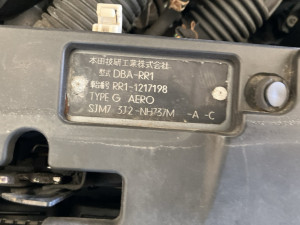 本田技研工業株式会社
型式 DBA-RR1
車台番号 RR1-1217198
TYPE G AERO
SJM7 3T2-NH737M -A -C